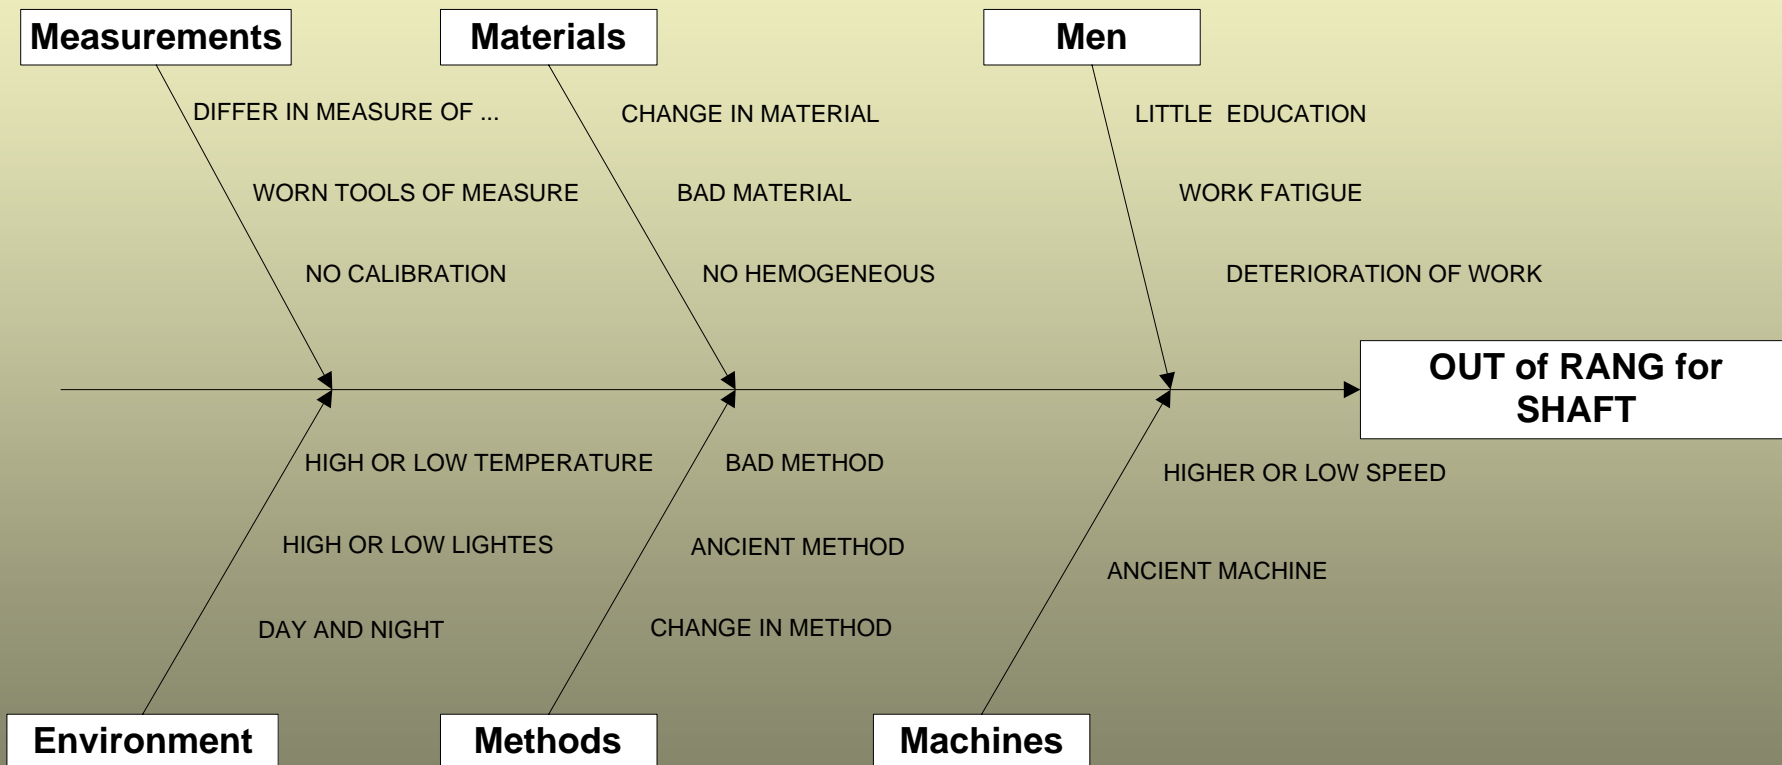 Measurements
Materials
Men
DIFFER IN MEASURE OF ...
CHANGE IN MATERIAL
LITTLE EDUCATION
WORN TOOLS OF MEASURE
BAD MATERIAL
WORK FATIGUE
NO CALIBRATION
NO HEMOGENEOUS
DETERIORATION OF WORK
OUT of RANG for
SHAFT
HIGH OR LOW TEMPERATURE
BAD METHOD
HIGHER OR LOW SPEED
HIGH OR LOW LIGHTES
ANCIENT METHOD
ANCIENT MACHINE
DAY AND NIGHT
CHANGE IN METHOD
Environment
Methods
Machines